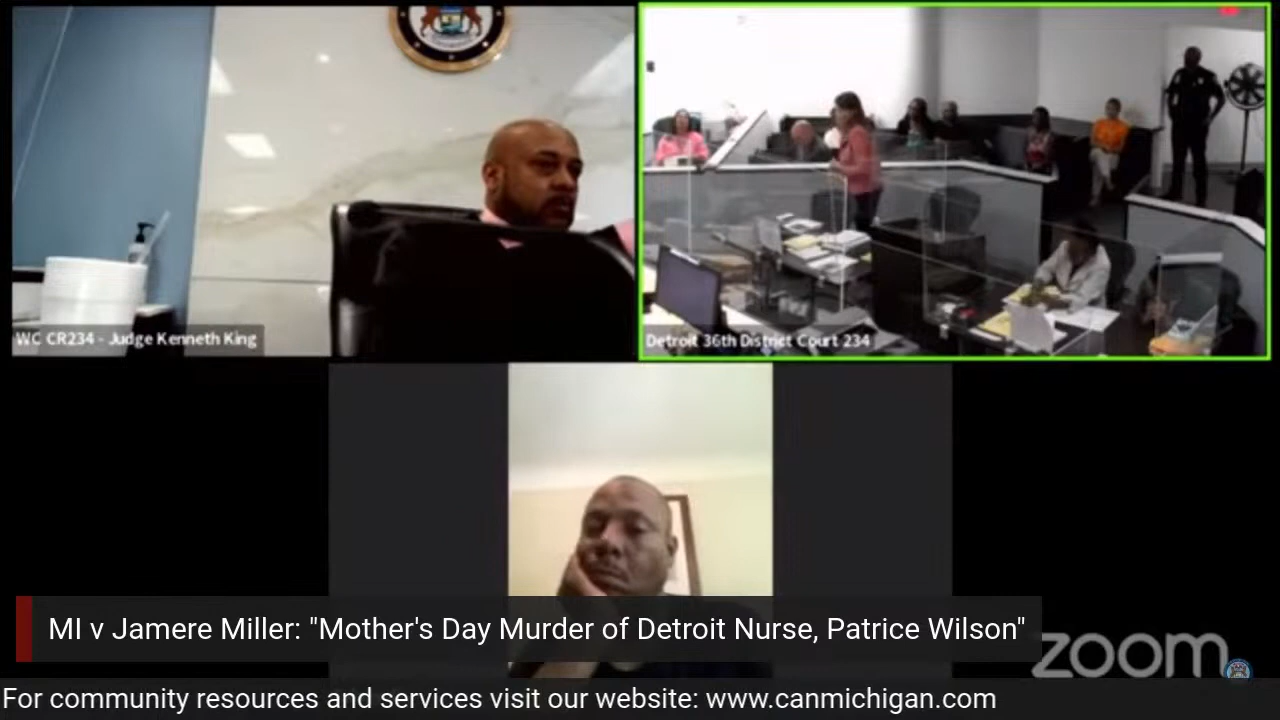 WC CR234 - Judge Kenneth King
Detroit 36th District Court 234
MI v Jamere Miller: "Mother's Day Murder of Detroit Nurse, Patrice Wilson"
zoom
For community resources and services visit our website: www.canmichigan.com